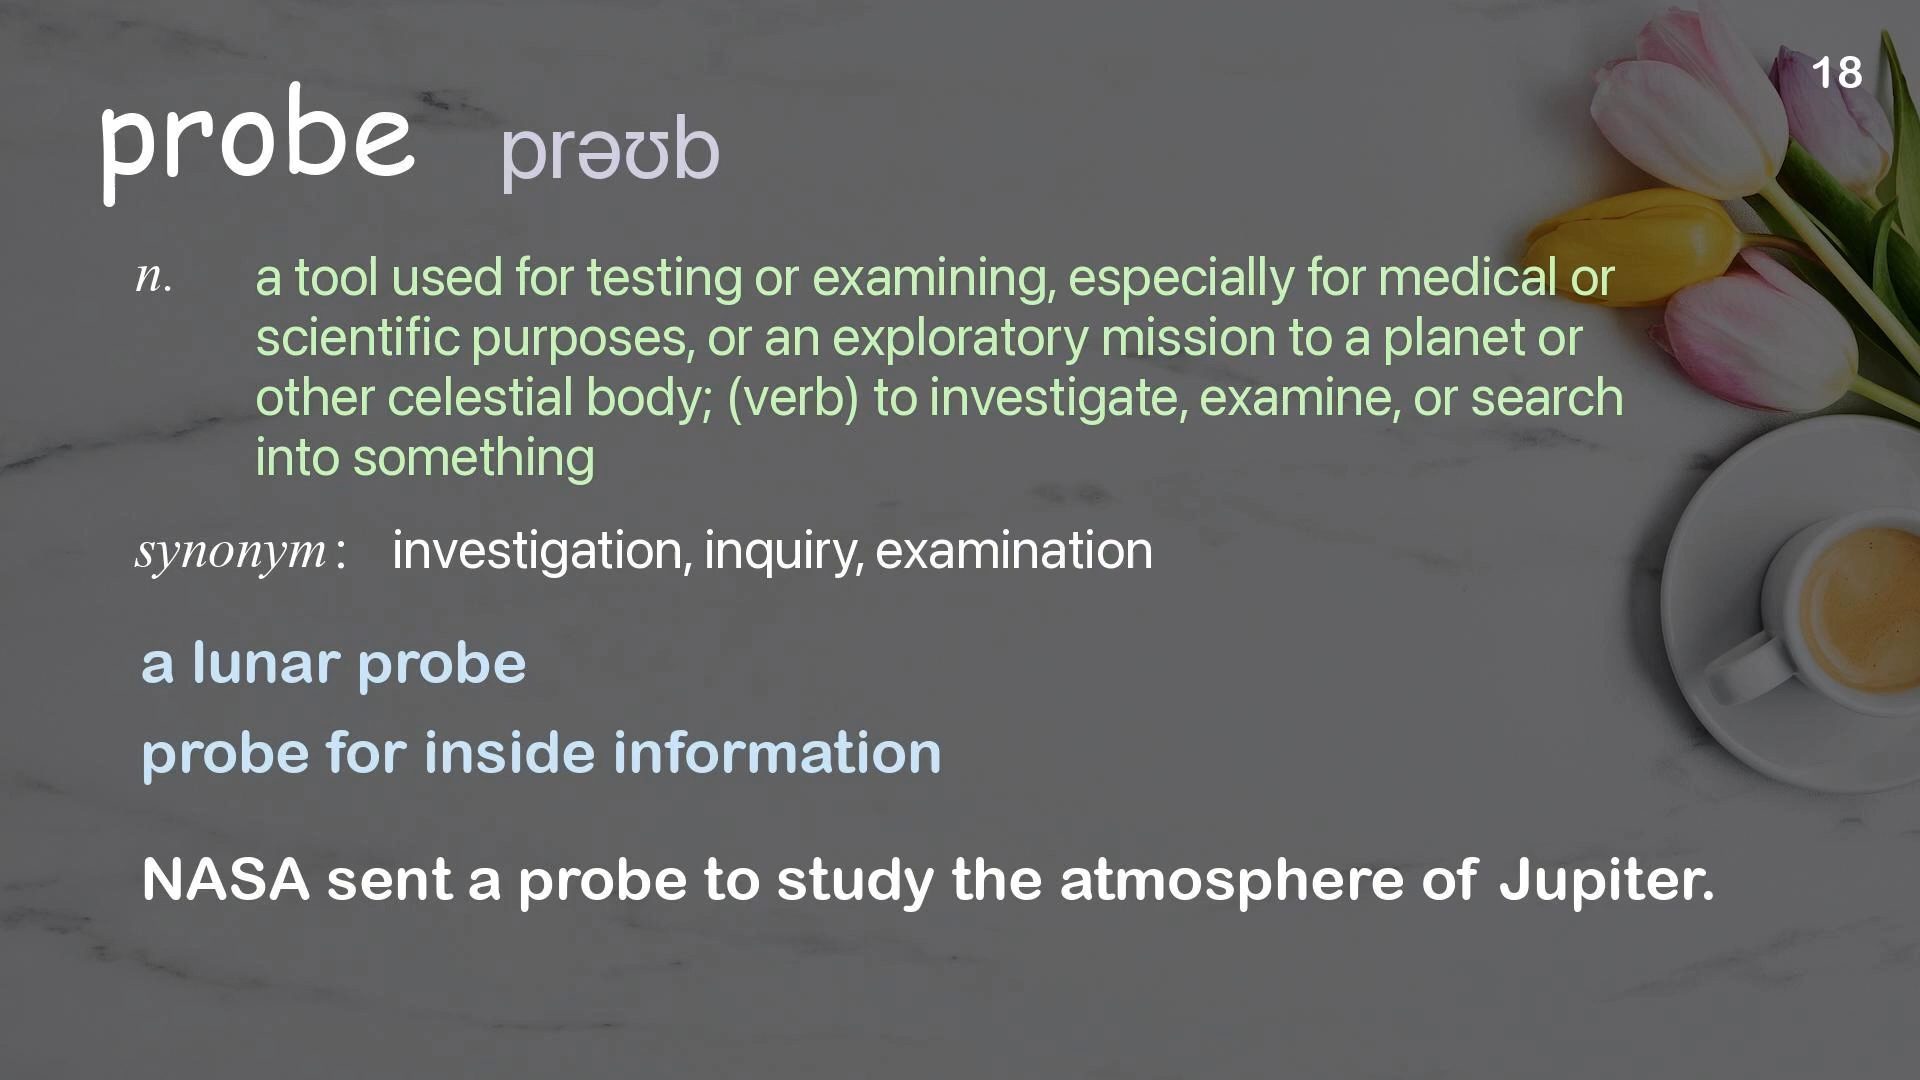 18
probe prəʊb
n. a tool used for testing or examining, especially for medical or
scientific purposes, or an exploratory mission to a planet or
other celestial body; (verb) to investigate, examine, or search
into something
synonym: investigation, inquiry, examination
a lunar probe
probe for inside information
NASA sent a probe to study the atmosphere of Jupiter.